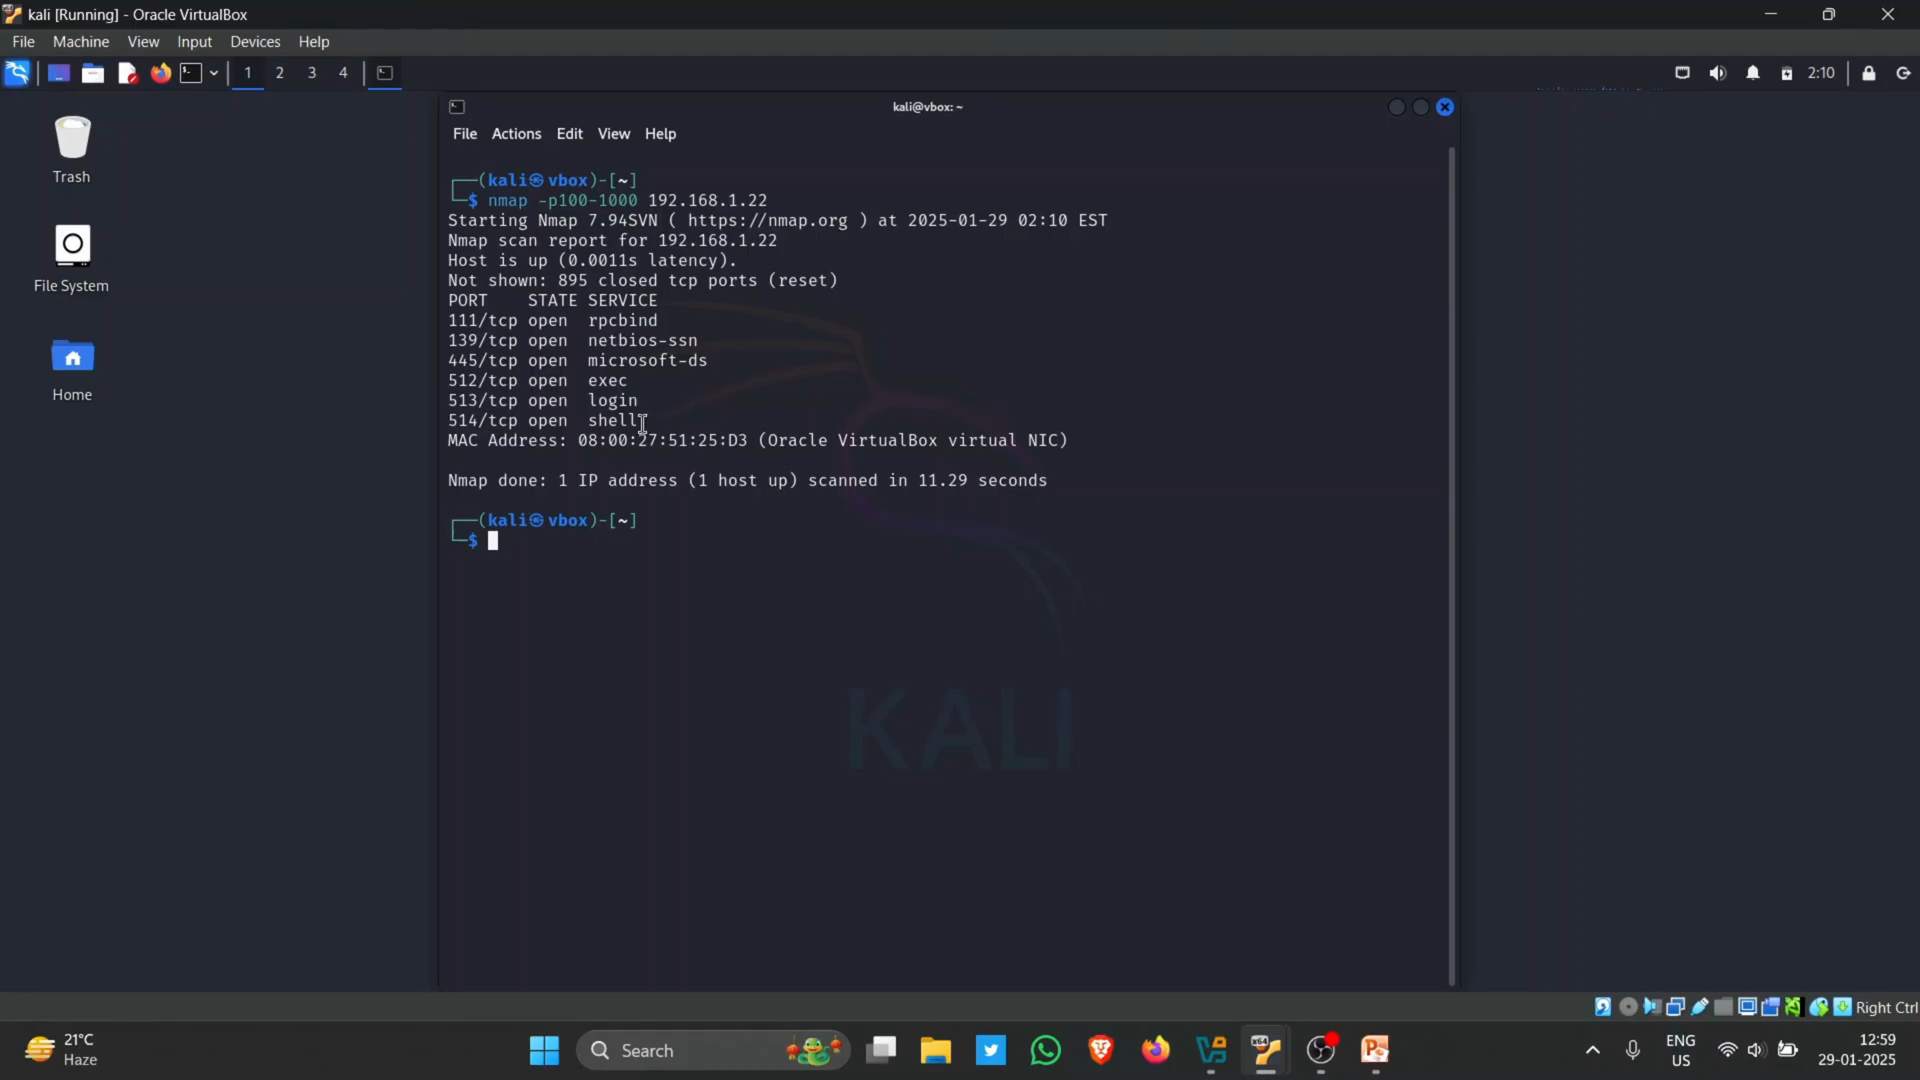 kali [Running] - Oracle VirtualBox
File Machine View Input Devices Help
1 2 3 4
2:10
kali@vbox: ~
File Actions Edit View Help
Trash
File System
Home
┌──(kali㉿vbox)-[~]
└─$ nmap -p100-1000 192.168.1.22
Starting Nmap 7.94SVN ( https://nmap.org ) at 2025-01-29 02:10 EST
Nmap scan report for 192.168.1.22
Host is up (0.0011s latency).
Not shown: 895 closed tcp ports (reset)
PORT    STATE SERVICE
111/tcp open  rpcbind
139/tcp open  netbios-ssn
445/tcp open  microsoft-ds
512/tcp open  exec
513/tcp open  login
514/tcp open  shell
MAC Address: 08:00:27:51:25:D3 (Oracle VirtualBox virtual NIC)
Nmap done: 1 IP address (1 host up) scanned in 11.29 seconds
┌──(kali㉿vbox)-[~]
└─$
KALI
Right Ctrl
21°C
Haze
Search
ENG
US
12:59
29-01-2025